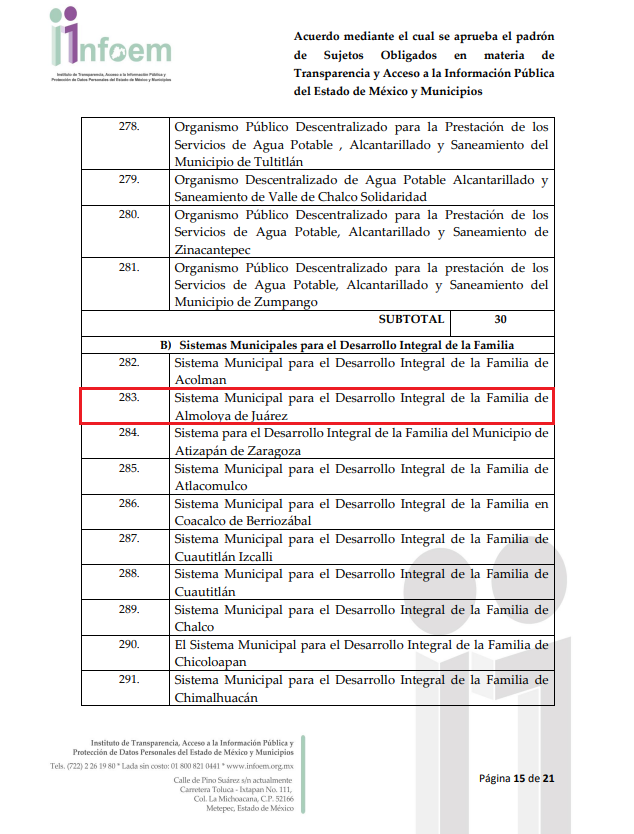 infoem
Instituto de Transparencia, Acceso a la Información Pública y
Protección de Datos Personales del Estado de México y Municipios
Acuerdo mediante el cual se aprueba el padrón
de Sujetos Obligados en materia de
Transparencia y Acceso a la Información Pública
del Estado de México y Municipios
278. Organismo Público Descentralizado para la Prestación de los
Servicios de Agua Potable , Alcantarillado y Saneamiento del
Municipio de Tultitlán
279. Organismo Descentralizado de Agua Potable Alcantarillado y
Saneamiento de Valle de Chalco Solidaridad
280. Organismo Público Descentralizado para la Prestación de los
Servicios de Agua Potable, Alcantarillado y Saneamiento de
Zinacantepec
281. Organismo Público Descentralizado para la prestación de los
Servicios de Agua Potable, Alcantarillado y Saneamiento del
Municipio de Zumpango
SUBTOTAL 30
B) Sistemas Municipales para el Desarrollo Integral de la Familia
282. Sistema Municipal para el Desarrollo Integral de la Familia de
Acolman
283. Sistema Municipal para el Desarrollo Integral de la Familia de
Almoloya de Juárez
284. Sistema para el Desarrollo Integral de la Familia del Municipio de
Atizapán de Zaragoza
285. Sistema Municipal para el Desarrollo Integral de la Familia de
Atlacomulco
286. Sistema Municipal para el Desarrollo Integral de la Familia en
Coacalco de Berriozábal
287. Sistema Municipal para el Desarrollo Integral de la Familia de
Cuautitlán Izcalli
288. Sistema Municipal para el Desarrollo Integral de la Familia de
Cuautitlán
289. Sistema Municipal para el Desarrollo Integral de la Familia de
Chalco
290. El Sistema Municipal para el Desarrollo Integral de la Familia de
Chicoloapan
291. Sistema Municipal para el Desarrollo Integral de la Familia de
Chimalhuacán
Instituto de Transparencia, Acceso a la Información Pública y
Protección de Datos Personales del Estado de México y Municipios
Tels. (722) 2 26 19 80 * Lada sin costo: 01 800 821 0441 * www.infoem.org.mx
Calle de Pino Suárez s/n actualmente
Carretera Toluca - Ixtapan No. 111,
Col. La Michoacana, C.P. 52166
Metepec, Estado de México
Página 15 de 21